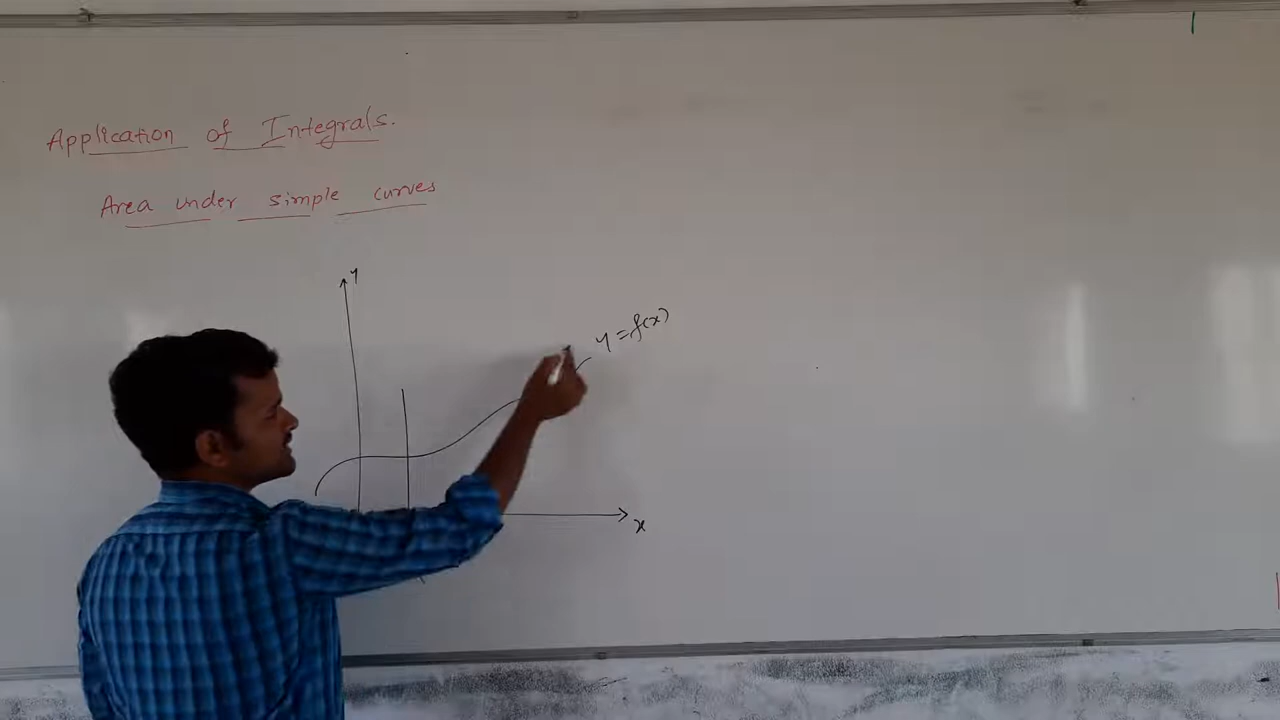 Application of Integrals.
Area under simple curves
y
y = f(x)
x